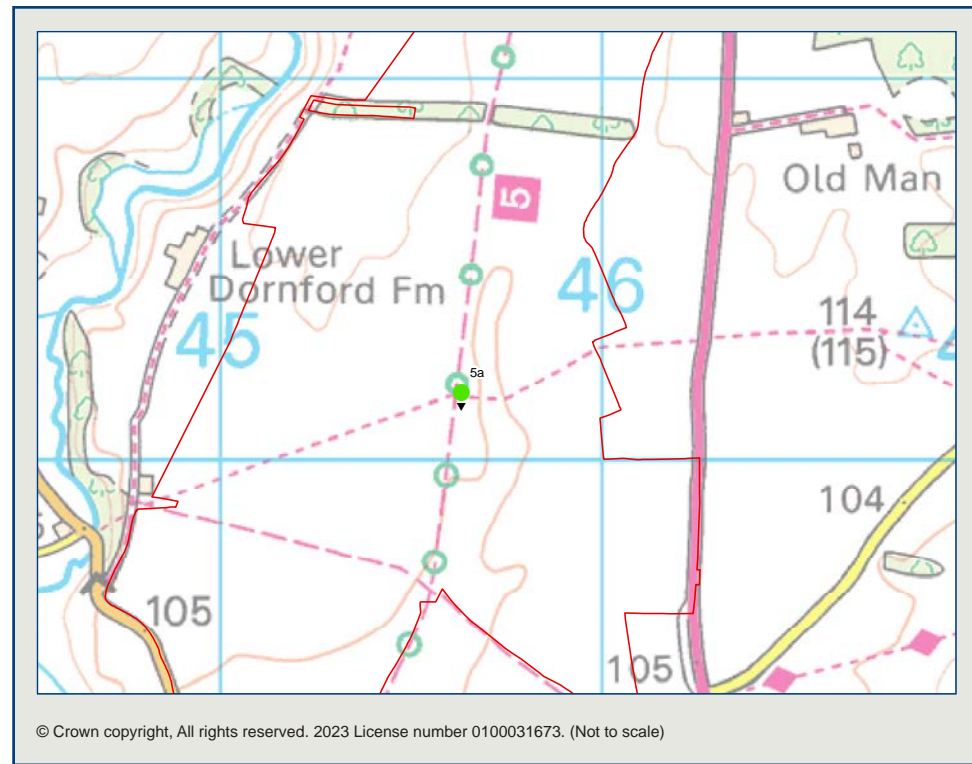 Old Man
5
Lower
Dornford Fm
46
45
114
(115)
5a
104
105
105
© Crown copyright, All rights reserved. 2023 License number 0100031673. (Not to scale)